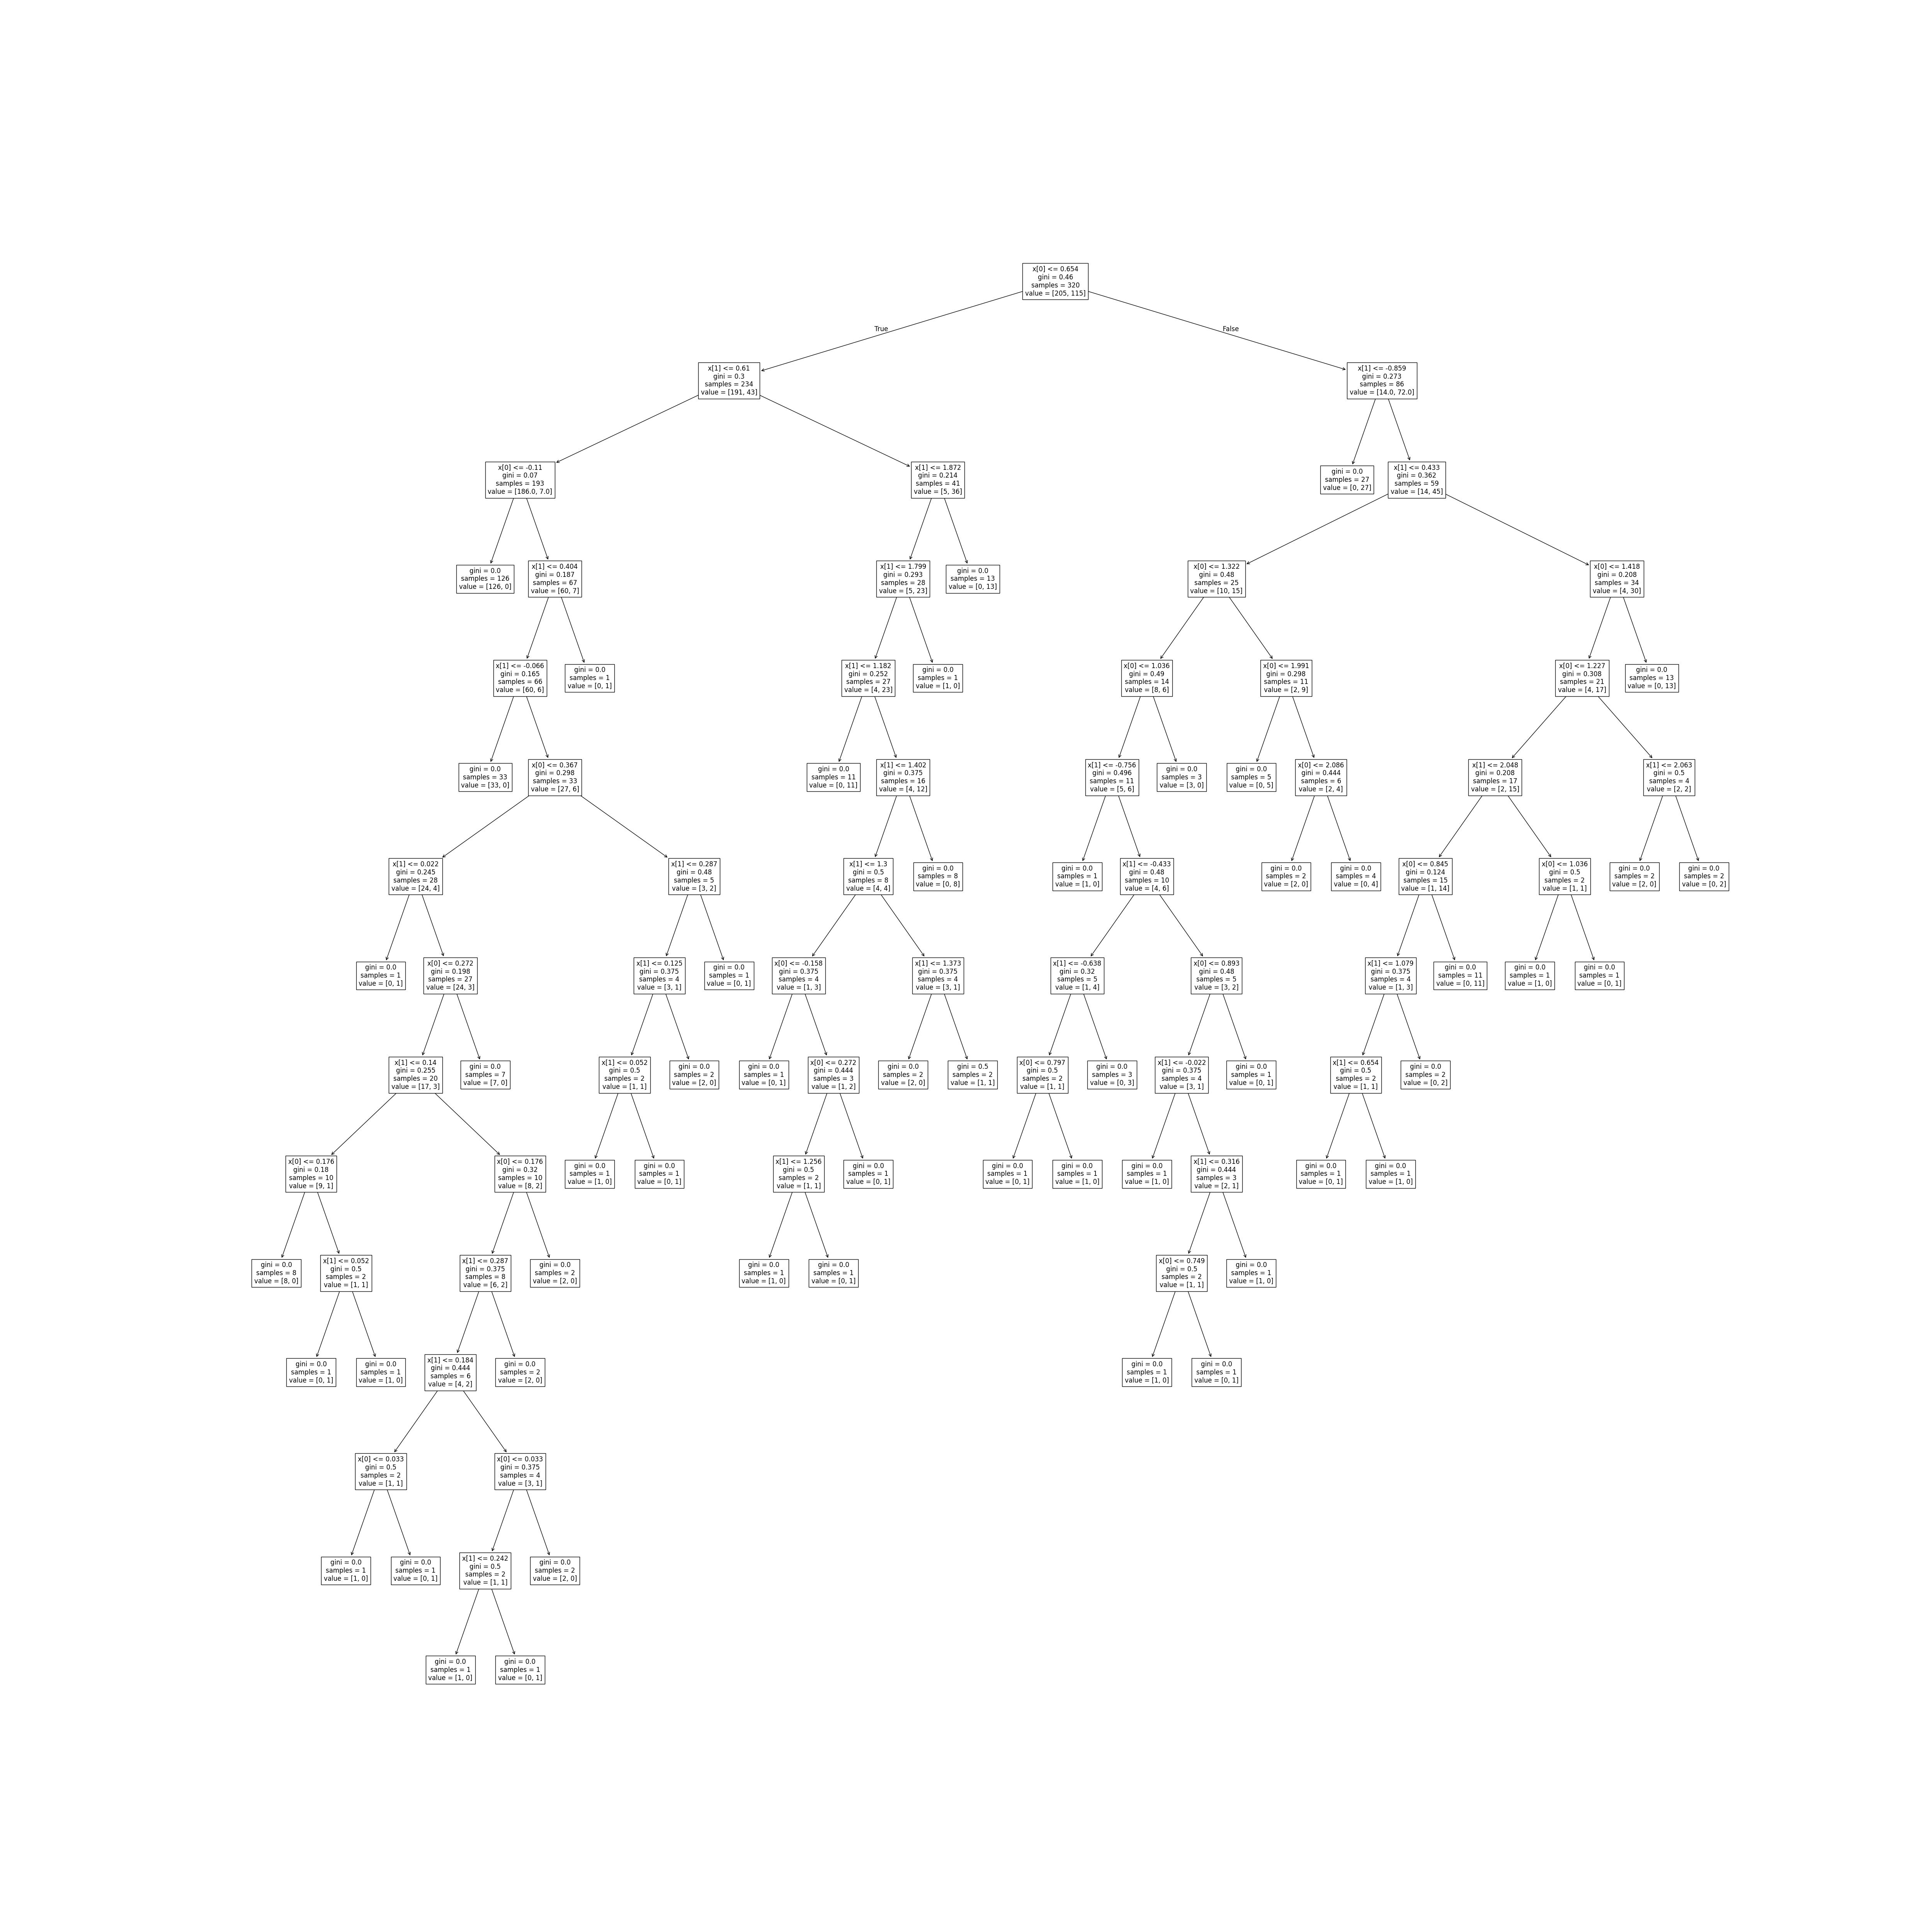 x[0] <= 0.654
gini = 0.46
samples = 320
value = [205, 115]
True
False
x[1] <= 0.61
gini = 0.3
samples = 234
value = [191, 43]
x[1] <= -0.859
gini = 0.273
samples = 86
value = [14.0, 72.0]
x[0] <= -0.11
gini = 0.07
samples = 193
value = [186.0, 7.0]
x[1] <= 1.872
gini = 0.214
samples = 41
value = [5, 36]
gini = 0.0
samples = 27
value = [0, 27]
x[1] <= 0.433
gini = 0.362
samples = 59
value = [14, 45]
gini = 0.0
samples = 126
value = [126, 0]
x[1] <= 0.404
gini = 0.187
samples = 67
value = [60, 7]
x[1] <= 1.799
gini = 0.293
samples = 28
value = [5, 23]
gini = 0.0
samples = 13
value = [0, 13]
x[0] <= 1.322
gini = 0.48
samples = 25
value = [10, 15]
x[0] <= 1.418
gini = 0.208
samples = 34
value = [4, 30]
x[1] <= -0.066
gini = 0.165
samples = 66
value = [60, 6]
gini = 0.0
samples = 1
value = [0, 1]
x[1] <= 1.182
gini = 0.252
samples = 27
value = [4, 23]
gini = 0.0
samples = 1
value = [1, 0]
x[0] <= 1.036
gini = 0.49
samples = 14
value = [8, 6]
x[0] <= 1.991
gini = 0.298
samples = 11
value = [2, 9]
x[0] <= 1.227
gini = 0.308
samples = 21
value = [4, 17]
gini = 0.0
samples = 13
value = [0, 13]
gini = 0.0
samples = 33
value = [33, 0]
x[0] <= 0.367
gini = 0.298
samples = 33
value = [27, 6]
gini = 0.0
samples = 11
value = [0, 11]
x[1] <= 1.402
gini = 0.375
samples = 16
value = [4, 12]
x[1] <= -0.756
gini = 0.496
samples = 11
value = [5, 6]
gini = 0.0
samples = 3
value = [3, 0]
gini = 0.0
samples = 5
value = [0, 5]
x[0] <= 2.086
gini = 0.444
samples = 6
value = [2, 4]
x[1] <= 2.048
gini = 0.208
samples = 17
value = [2, 15]
x[1] <= 2.063
gini = 0.5
samples = 4
value = [2, 2]
x[1] <= 0.022
gini = 0.245
samples = 28
value = [24, 4]
x[1] <= 0.287
gini = 0.48
samples = 5
value = [3, 2]
x[1] <= 1.3
gini = 0.5
samples = 8
value = [4, 4]
gini = 0.0
samples = 8
value = [0, 8]
gini = 0.0
samples = 1
value = [1, 0]
x[1] <= -0.433
gini = 0.48
samples = 10
value = [4, 6]
gini = 0.0
samples = 2
value = [2, 0]
gini = 0.0
samples = 4
value = [0, 4]
x[0] <= 0.845
gini = 0.124
samples = 15
value = [1, 14]
x[0] <= 1.036
gini = 0.5
samples = 2
value = [1, 1]
gini = 0.0
samples = 2
value = [2, 0]
gini = 0.0
samples = 2
value = [0, 2]
gini = 0.0
samples = 1
value = [0, 1]
x[0] <= 0.272
gini = 0.198
samples = 27
value = [24, 3]
x[1] <= 0.125
gini = 0.375
samples = 4
value = [3, 1]
gini = 0.0
samples = 1
value = [0, 1]
x[0] <= -0.158
gini = 0.375
samples = 4
value = [1, 3]
x[1] <= 1.373
gini = 0.375
samples = 4
value = [3, 1]
x[1] <= -0.638
gini = 0.32
samples = 5
value = [1, 4]
x[0] <= 0.893
gini = 0.48
samples = 5
value = [3, 2]
x[1] <= 1.079
gini = 0.375
samples = 4
value = [1, 3]
gini = 0.0
samples = 11
value = [0, 11]
gini = 0.0
samples = 1
value = [1, 0]
gini = 0.0
samples = 1
value = [0, 1]
x[1] <= 0.14
gini = 0.255
samples = 20
value = [17, 3]
gini = 0.0
samples = 7
value = [7, 0]
x[1] <= 0.052
gini = 0.5
samples = 2
value = [1, 1]
gini = 0.0
samples = 2
value = [2, 0]
gini = 0.0
samples = 1
value = [0, 1]
x[0] <= 0.272
gini = 0.444
samples = 3
value = [1, 2]
gini = 0.0
samples = 2
value = [2, 0]
gini = 0.5
samples = 2
value = [1, 1]
x[0] <= 0.797
gini = 0.5
samples = 2
value = [1, 1]
gini = 0.0
samples = 3
value = [0, 3]
x[1] <= -0.022
gini = 0.375
samples = 4
value = [3, 1]
gini = 0.0
samples = 1
value = [0, 1]
x[1] <= 0.654
gini = 0.5
samples = 2
value = [1, 1]
gini = 0.0
samples = 2
value = [0, 2]
x[0] <= 0.176
gini = 0.18
samples = 10
value = [9, 1]
x[0] <= 0.176
gini = 0.32
samples = 10
value = [8, 2]
gini = 0.0
samples = 1
value = [1, 0]
gini = 0.0
samples = 1
value = [0, 1]
x[1] <= 1.256
gini = 0.5
samples = 2
value = [1, 1]
gini = 0.0
samples = 1
value = [0, 1]
gini = 0.0
samples = 1
value = [0, 1]
gini = 0.0
samples = 1
value = [1, 0]
gini = 0.0
samples = 1
value = [1, 0]
x[1] <= 0.316
gini = 0.444
samples = 3
value = [2, 1]
gini = 0.0
samples = 1
value = [0, 1]
gini = 0.0
samples = 1
value = [1, 0]
gini = 0.0
samples = 8
value = [8, 0]
x[1] <= 0.052
gini = 0.5
samples = 2
value = [1, 1]
x[1] <= 0.287
gini = 0.375
samples = 8
value = [6, 2]
gini = 0.0
samples = 2
value = [2, 0]
gini = 0.0
samples = 1
value = [1, 0]
gini = 0.0
samples = 1
value = [0, 1]
x[0] <= 0.749
gini = 0.5
samples = 2
value = [1, 1]
gini = 0.0
samples = 1
value = [1, 0]
gini = 0.0
samples = 1
value = [0, 1]
gini = 0.0
samples = 1
value = [1, 0]
x[1] <= 0.184
gini = 0.444
samples = 6
value = [4, 2]
gini = 0.0
samples = 2
value = [2, 0]
gini = 0.0
samples = 1
value = [1, 0]
gini = 0.0
samples = 1
value = [0, 1]
x[0] <= 0.033
gini = 0.5
samples = 2
value = [1, 1]
x[0] <= 0.033
gini = 0.375
samples = 4
value = [3, 1]
gini = 0.0
samples = 1
value = [1, 0]
gini = 0.0
samples = 1
value = [0, 1]
x[1] <= 0.242
gini = 0.5
samples = 2
value = [1, 1]
gini = 0.0
samples = 2
value = [2, 0]
gini = 0.0
samples = 1
value = [1, 0]
gini = 0.0
samples = 1
value = [0, 1]